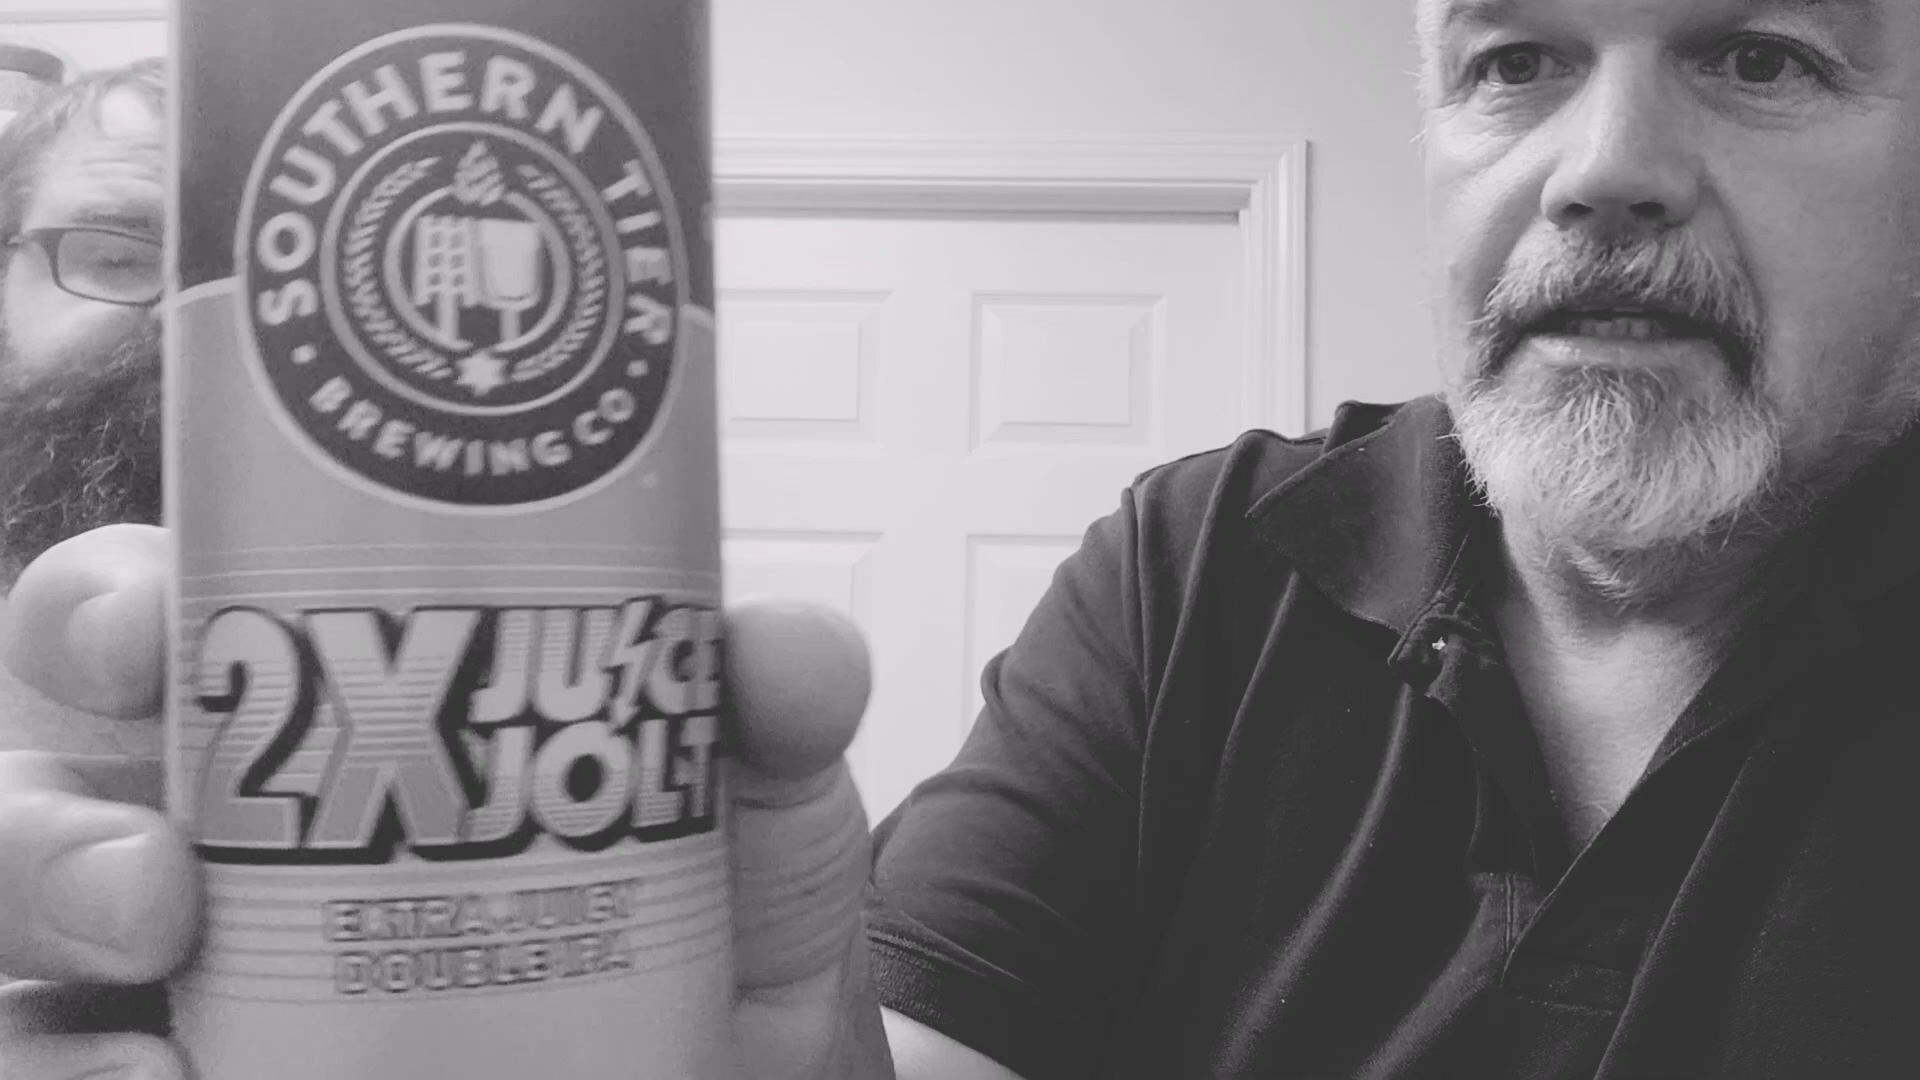 SOUTHERN TIER
• BREWING CO •
2X JUICE
JOLT
EXTRA JUICY
DOUBLE IPA